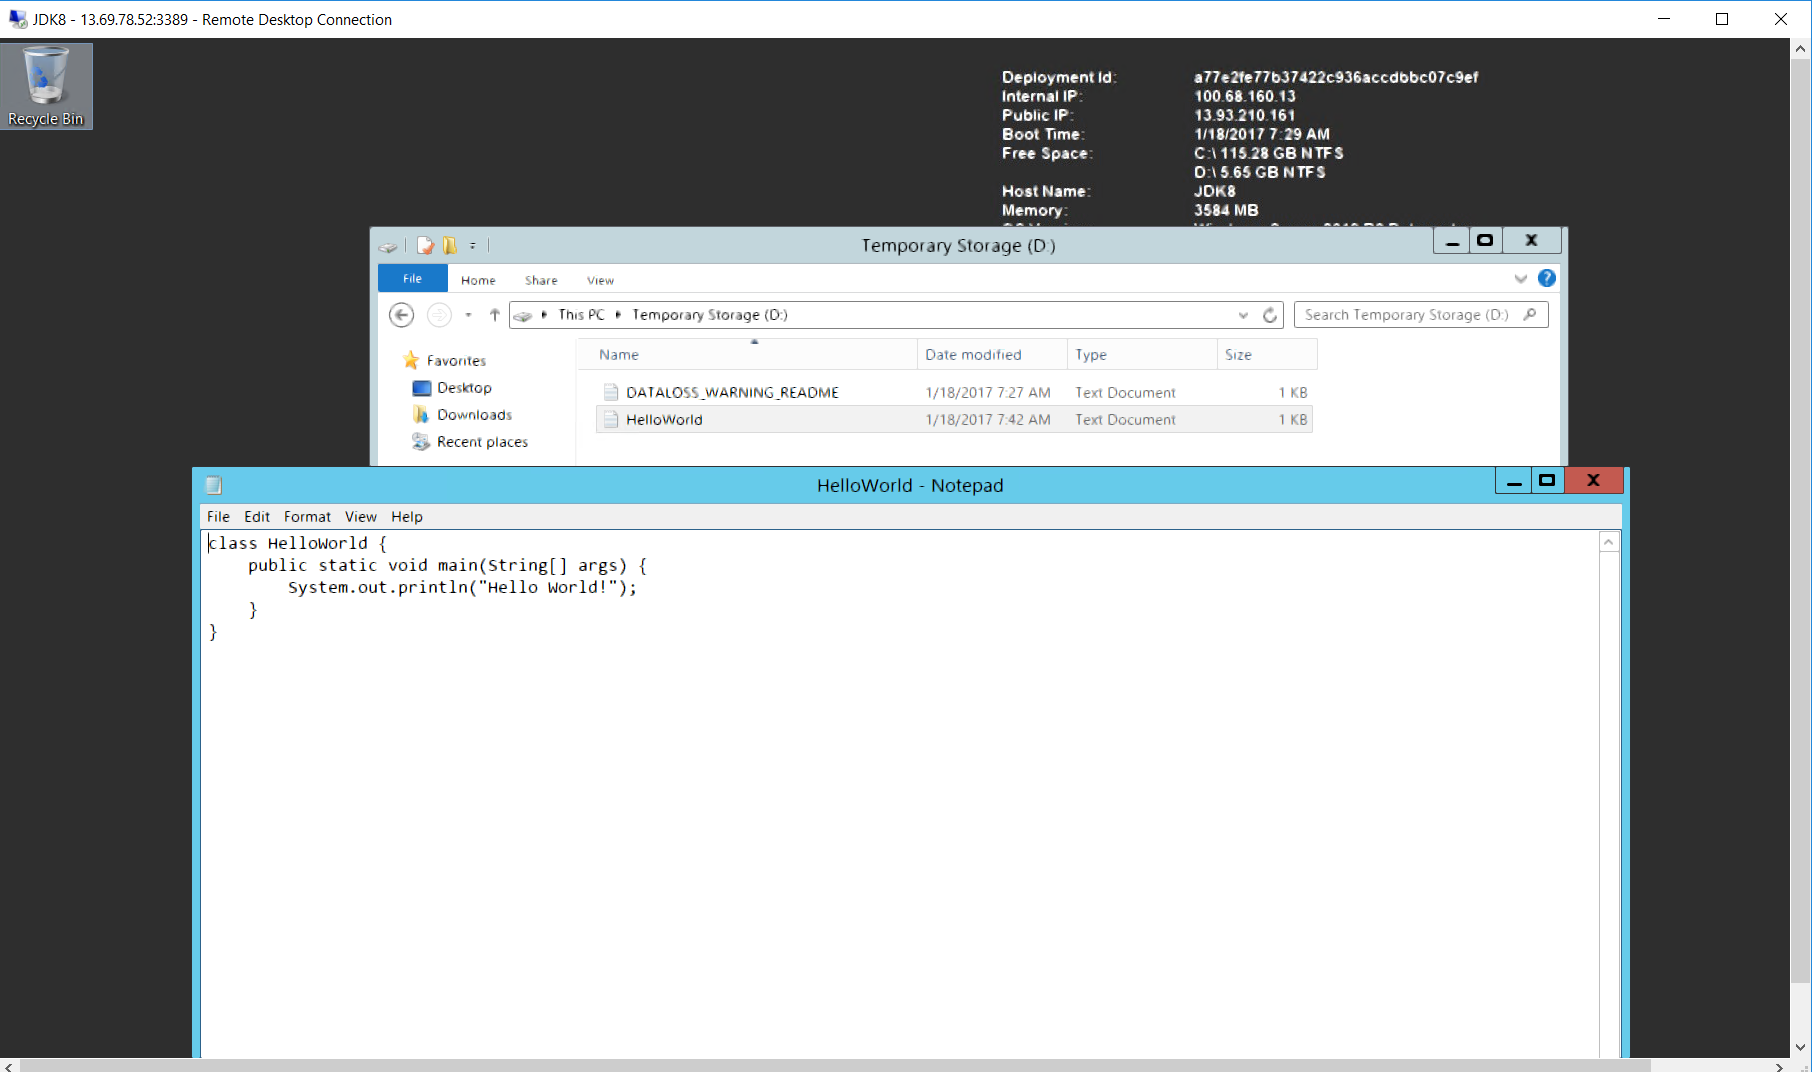 JDK8 - 13.69.78.52:3389 - Remote Desktop Connection
Recycle Bin
Deployment Id: a77e2fe77b37422c936accdbbc07c9ef
Internal IP: 100.68.160.13
Public IP: 13.93.210.161
Boot Time: 1/18/2017 7:29 AM
Free Space: C:\ 115.28 GB NTFS
D:\ 5.65 GB NTFS
Host Name: JDK8
Memory: 3584 MB
Temporary Storage (D:)
File Home Share View
This PC Temporary Storage (D:) Search Temporary Storage (D:)
Name Date modified Type Size
Favorites
Desktop
Downloads
Recent places
DATALOSS_WARNING_README 1/18/2017 7:27 AM Text Document 1 KB
HelloWorld 1/18/2017 7:42 AM Text Document 1 KB
HelloWorld - Notepad
File Edit Format View Help
class HelloWorld {
    public static void main(String[] args) {
        System.out.println("Hello World!");
    }
}